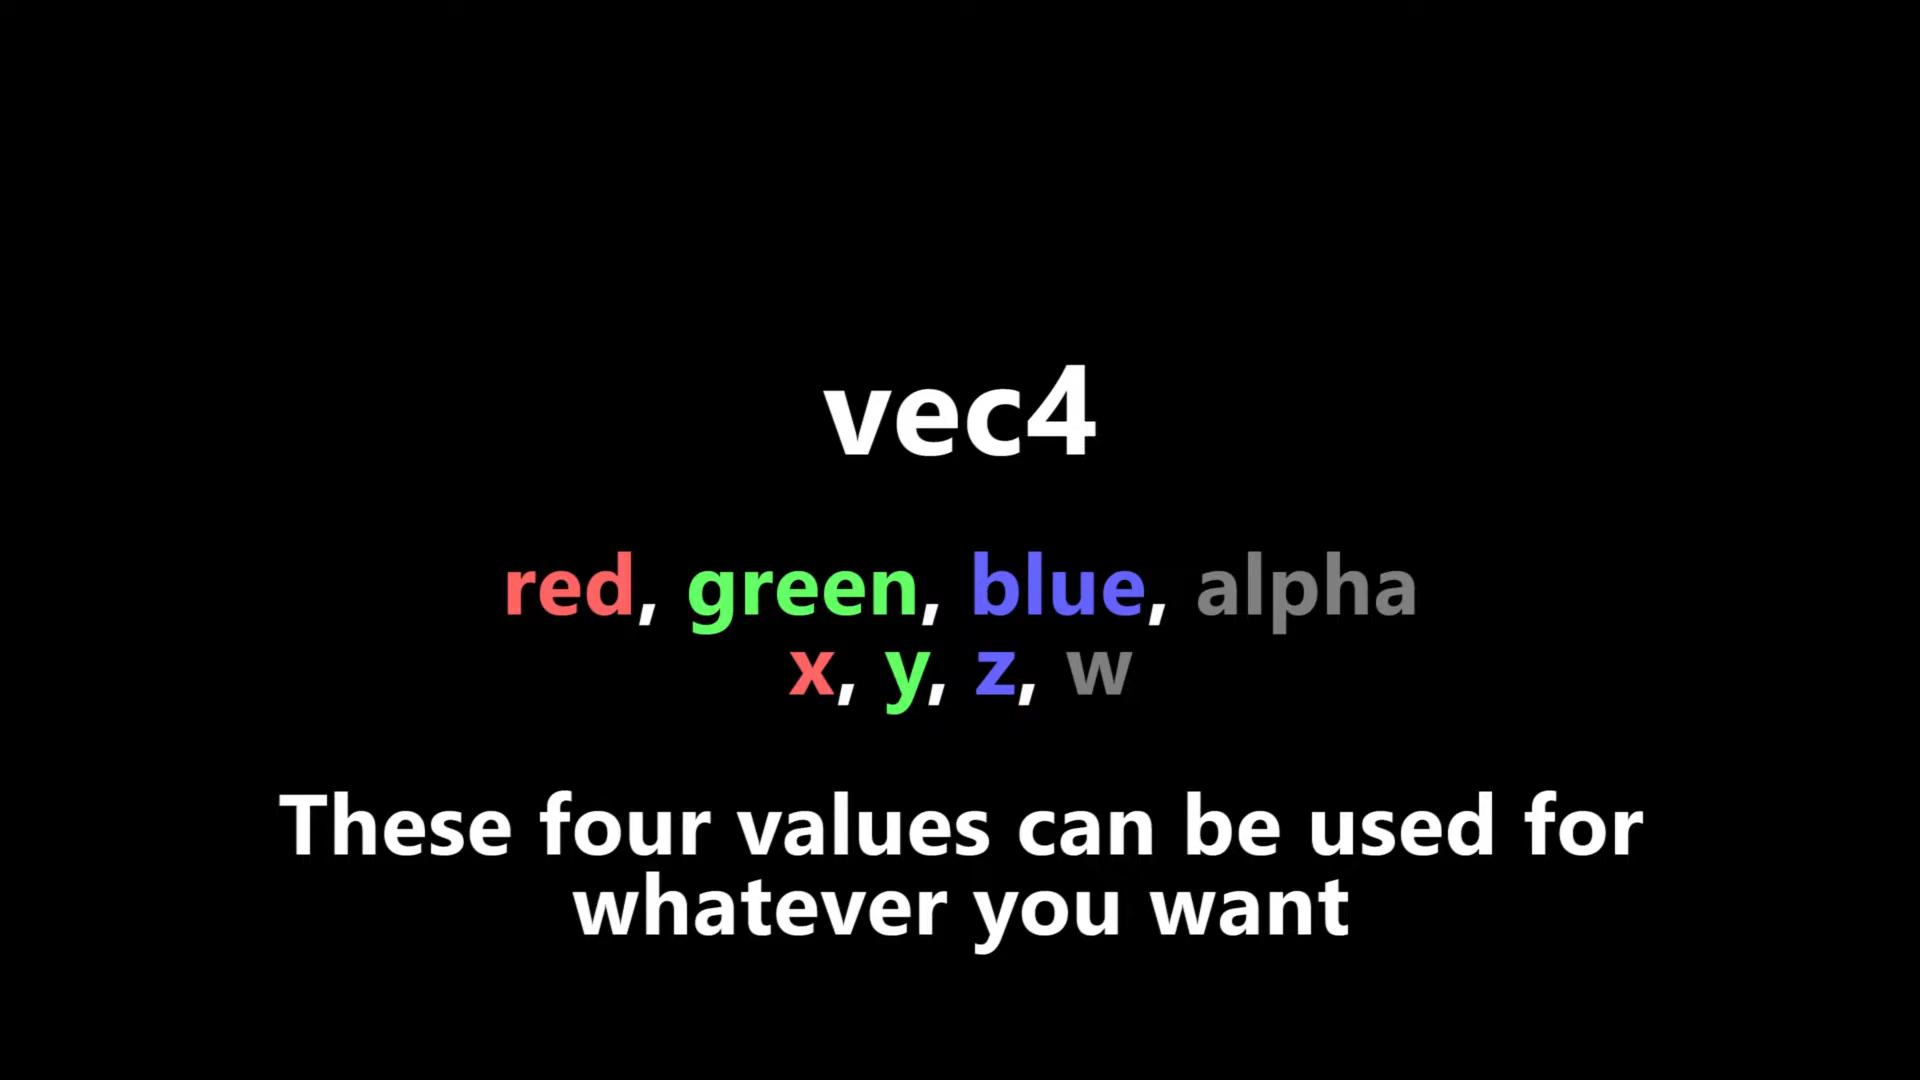 vec4
red, green, blue, alpha
x, y, z, w
These four values can be used for
whatever you want